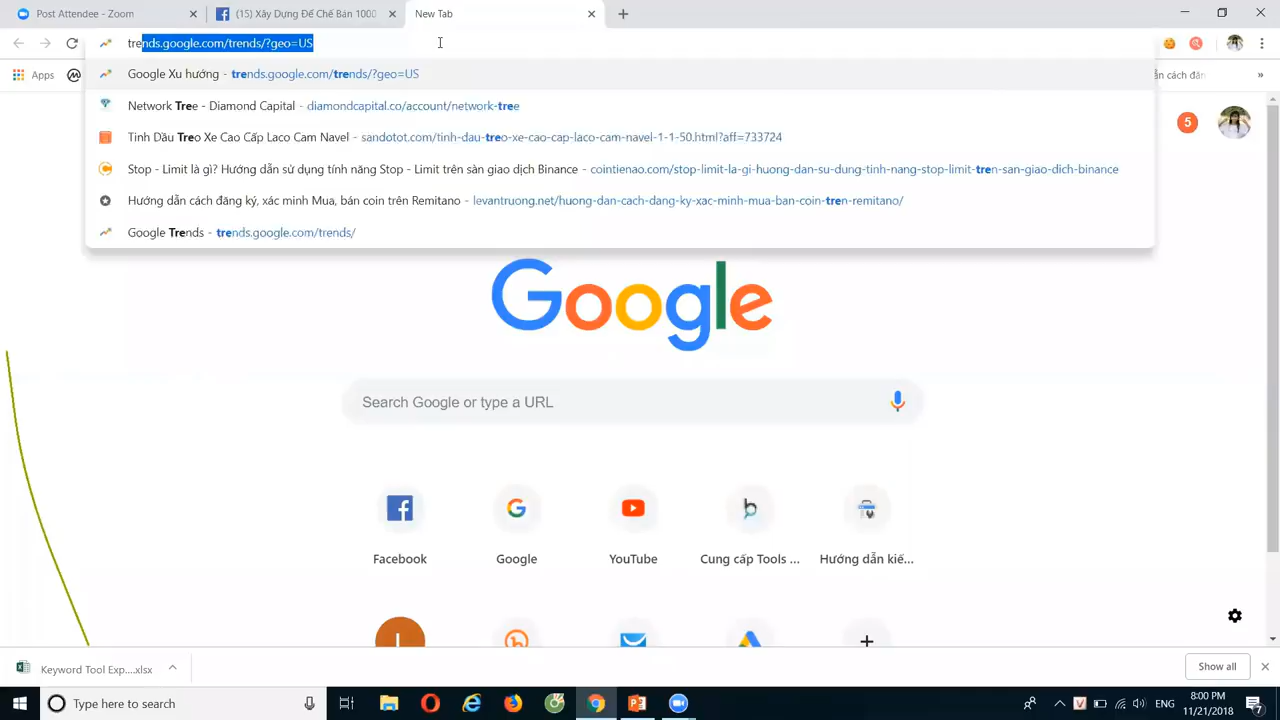 Post Attendee - Zoom
(15) Xây Dựng Để Chế Bán 1000
New Tab
trends.google.com/trends/?geo=US
Google Xu hướng - trends.google.com/trends/?geo=US
Network Tree - Diamond Capital - diamondcapital.co/account/network-tree
Tinh Dầu Treo Xe Cao Cấp Laco Cam Navel - sandotot.com/tinh-dau-treo-xe-cao-cap-laco-cam-navel-1-1-50.html?aff=733724
Stop - Limit là gì? Hướng dẫn sử dụng tính năng Stop - Limit trên sàn giao dịch Binance - cointienao.com/stop-limit-la-gi-huong-dan-su-dung-tinh-nang-stop-limit-tren-san-giao-dich-binance
Hướng dẫn cách đăng ký, xác minh Mua, bán coin trên Remitano - levantruong.net/huong-dan-cach-dang-ky-xac-minh-mua-ban-coin-tren-remitano/
Google Trends - trends.google.com/trends/
Apps
cách đăn
5
Google
Search Google or type a URL
Facebook
Google
YouTube
Cung cấp Tools ...
Hướng dẫn kiế...
L
Keyword Tool Exp....xlsx
Show all
Type here to search
ENG
8:00 PM
11/21/2018
7